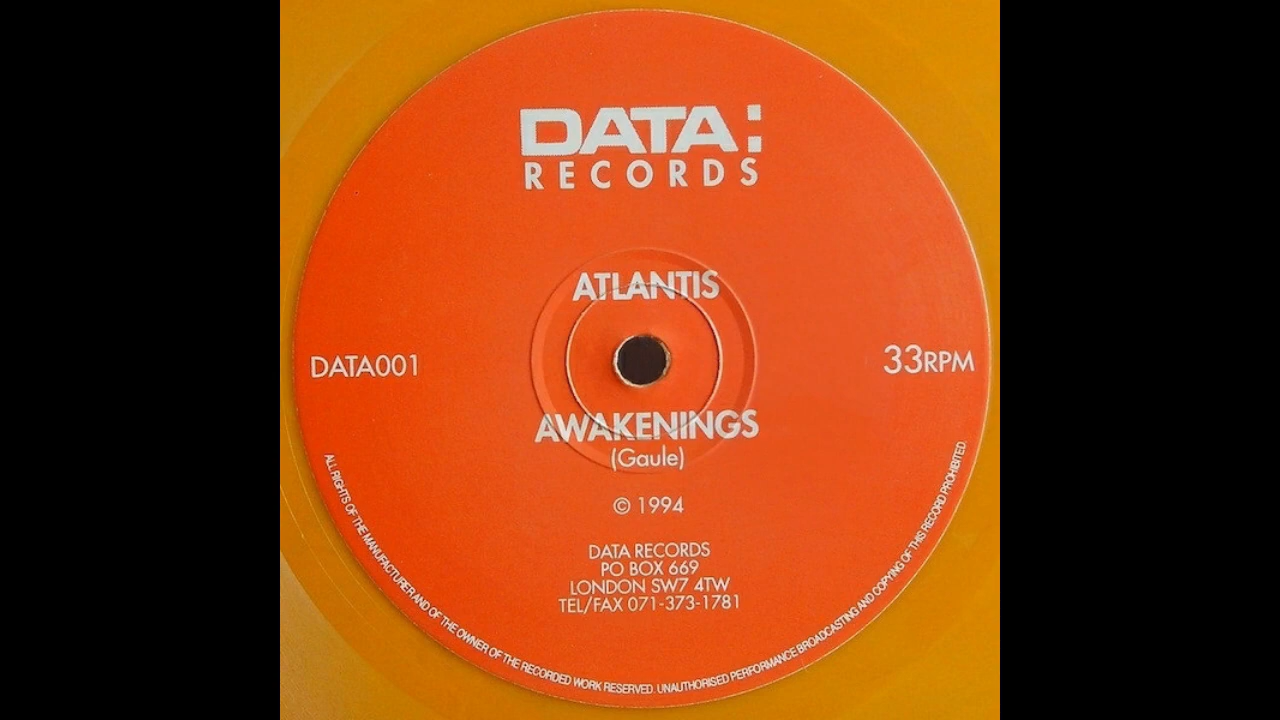 DATA:
RECORDS
ATLANTIS
DATA001
33RPM
AWAKENINGS
(Gaule)
© 1994
DATA RECORDS
PO BOX 669
LONDON SW7 4TW
TEL/FAX 071-373-1781
ALL RIGHTS OF THE MANUFACTURER AND OF THE OWNER OF THE RECORDED WORK RESERVED. UNAUTHORISED PERFORMANCE BROADCASTING AND COPYING OF THIS RECORD PROHIBITED.